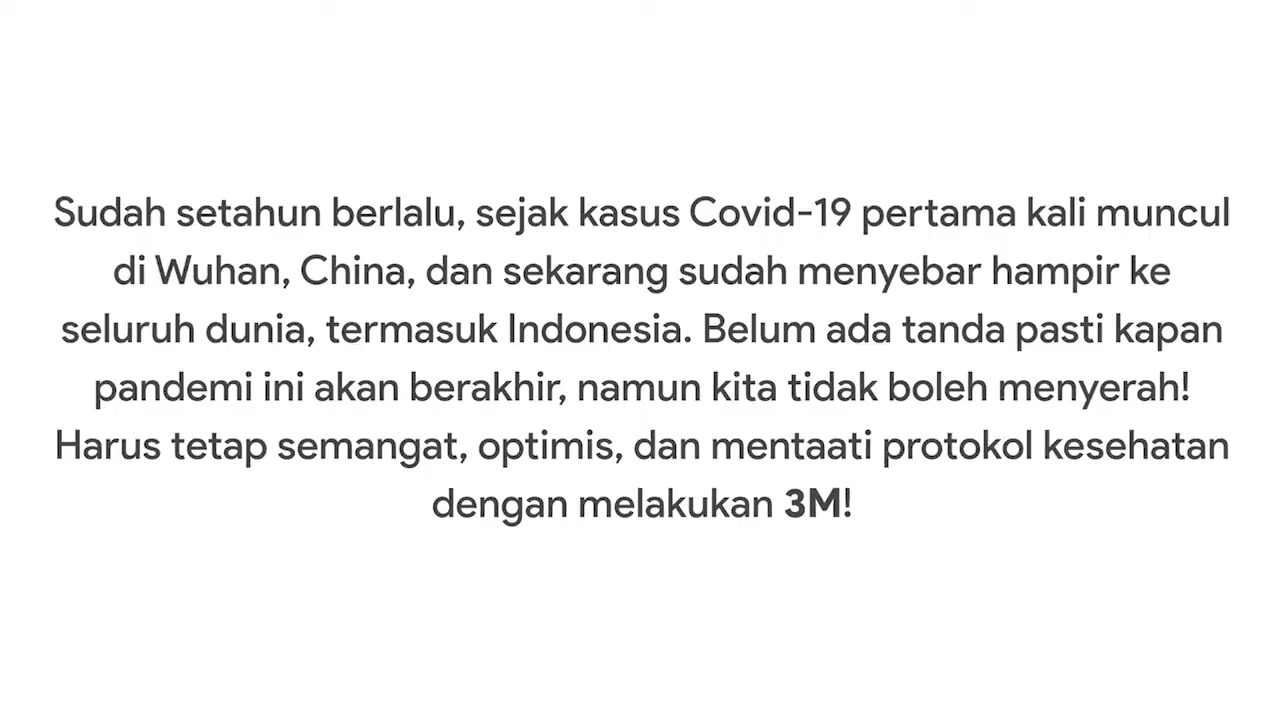 Sudah setahun berlalu, sejak kasus Covid-19 pertama kali muncul
di Wuhan, China, dan sekarang sudah menyebar hampir ke
seluruh dunia, termasuk Indonesia. Belum ada tanda pasti kapan
pandemi ini akan berakhir, namun kita tidak boleh menyerah!
Harus tetap semangat, optimis, dan mentaati protokol kesehatan
dengan melakukan 3M!